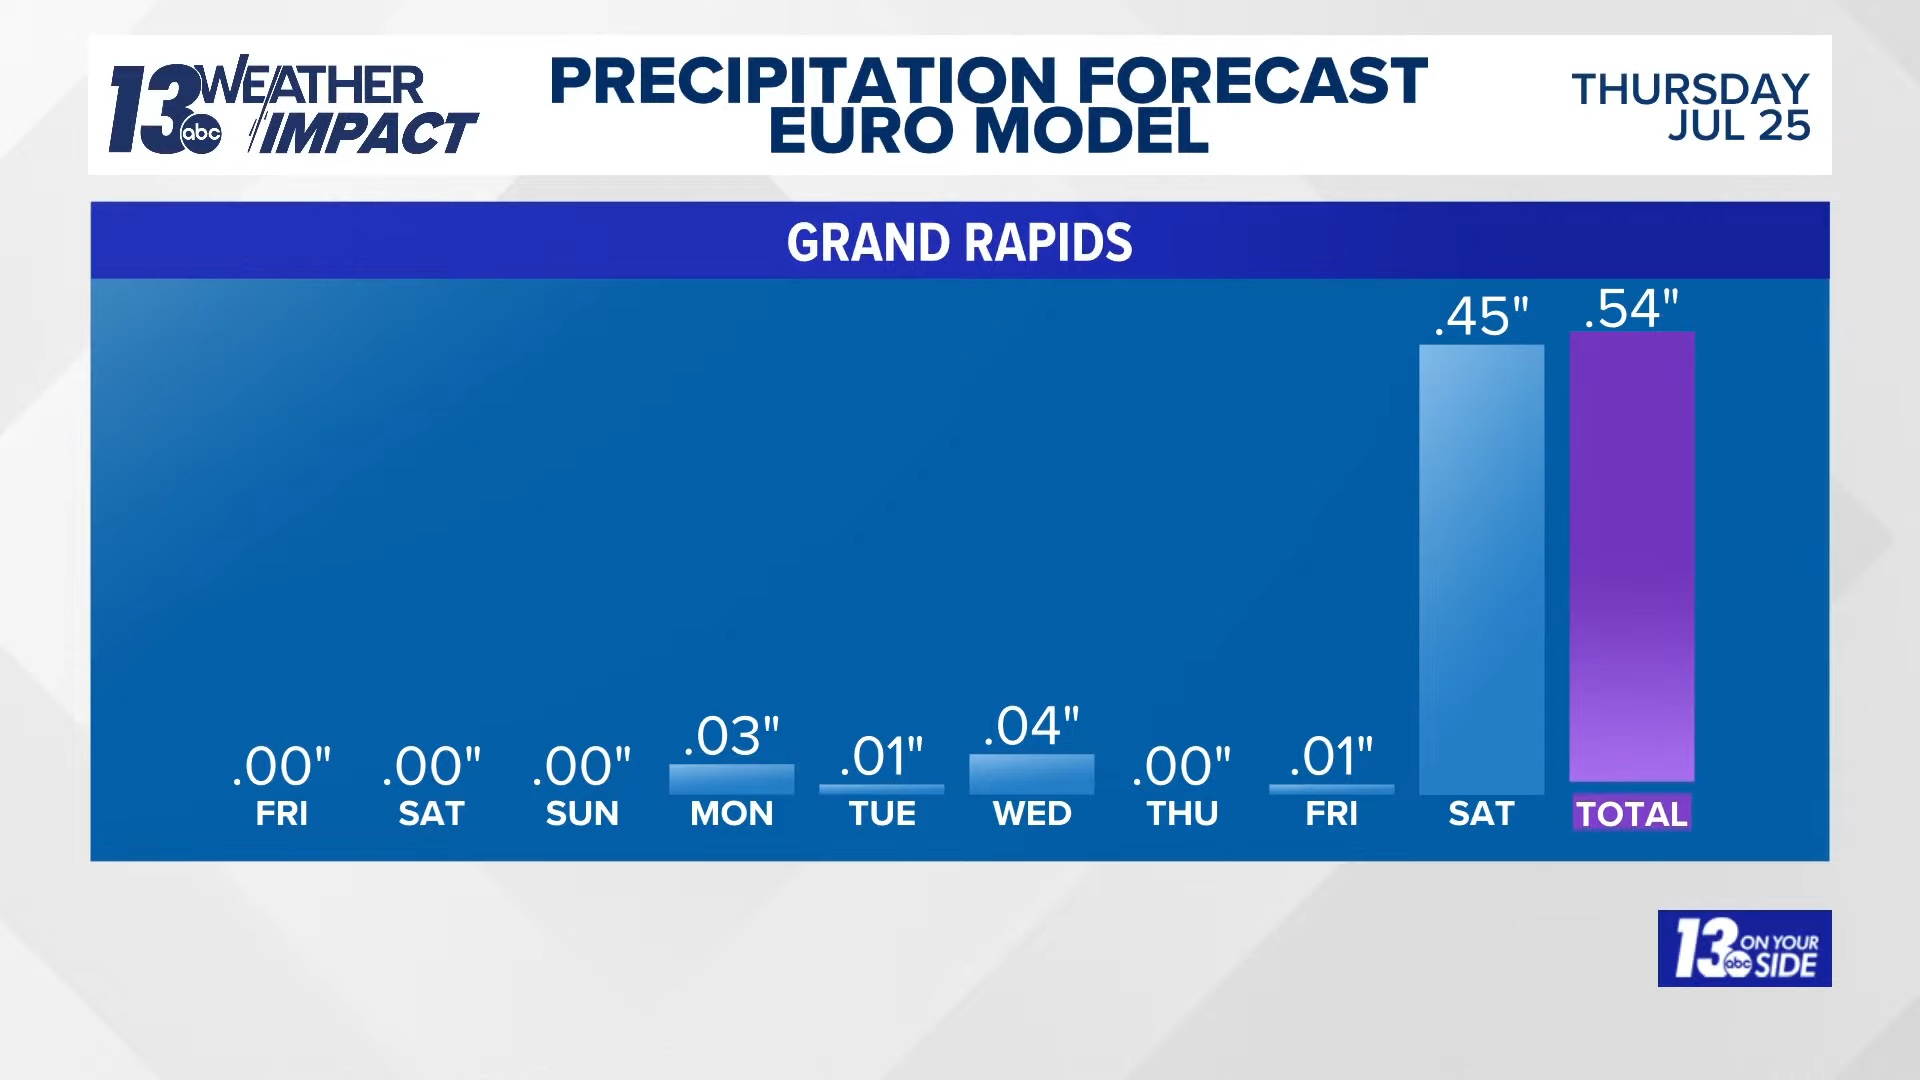 13 WEATHER
abc IMPACT
PRECIPITATION FORECAST
EURO MODEL
THURSDAY
JUL 25
GRAND RAPIDS
.00" .00" .00" .03" .01" .04" .00" .01" .45" .54"
FRI SAT SUN MON TUE WED THU FRI SAT TOTAL
13 ON YOUR
abc SIDE